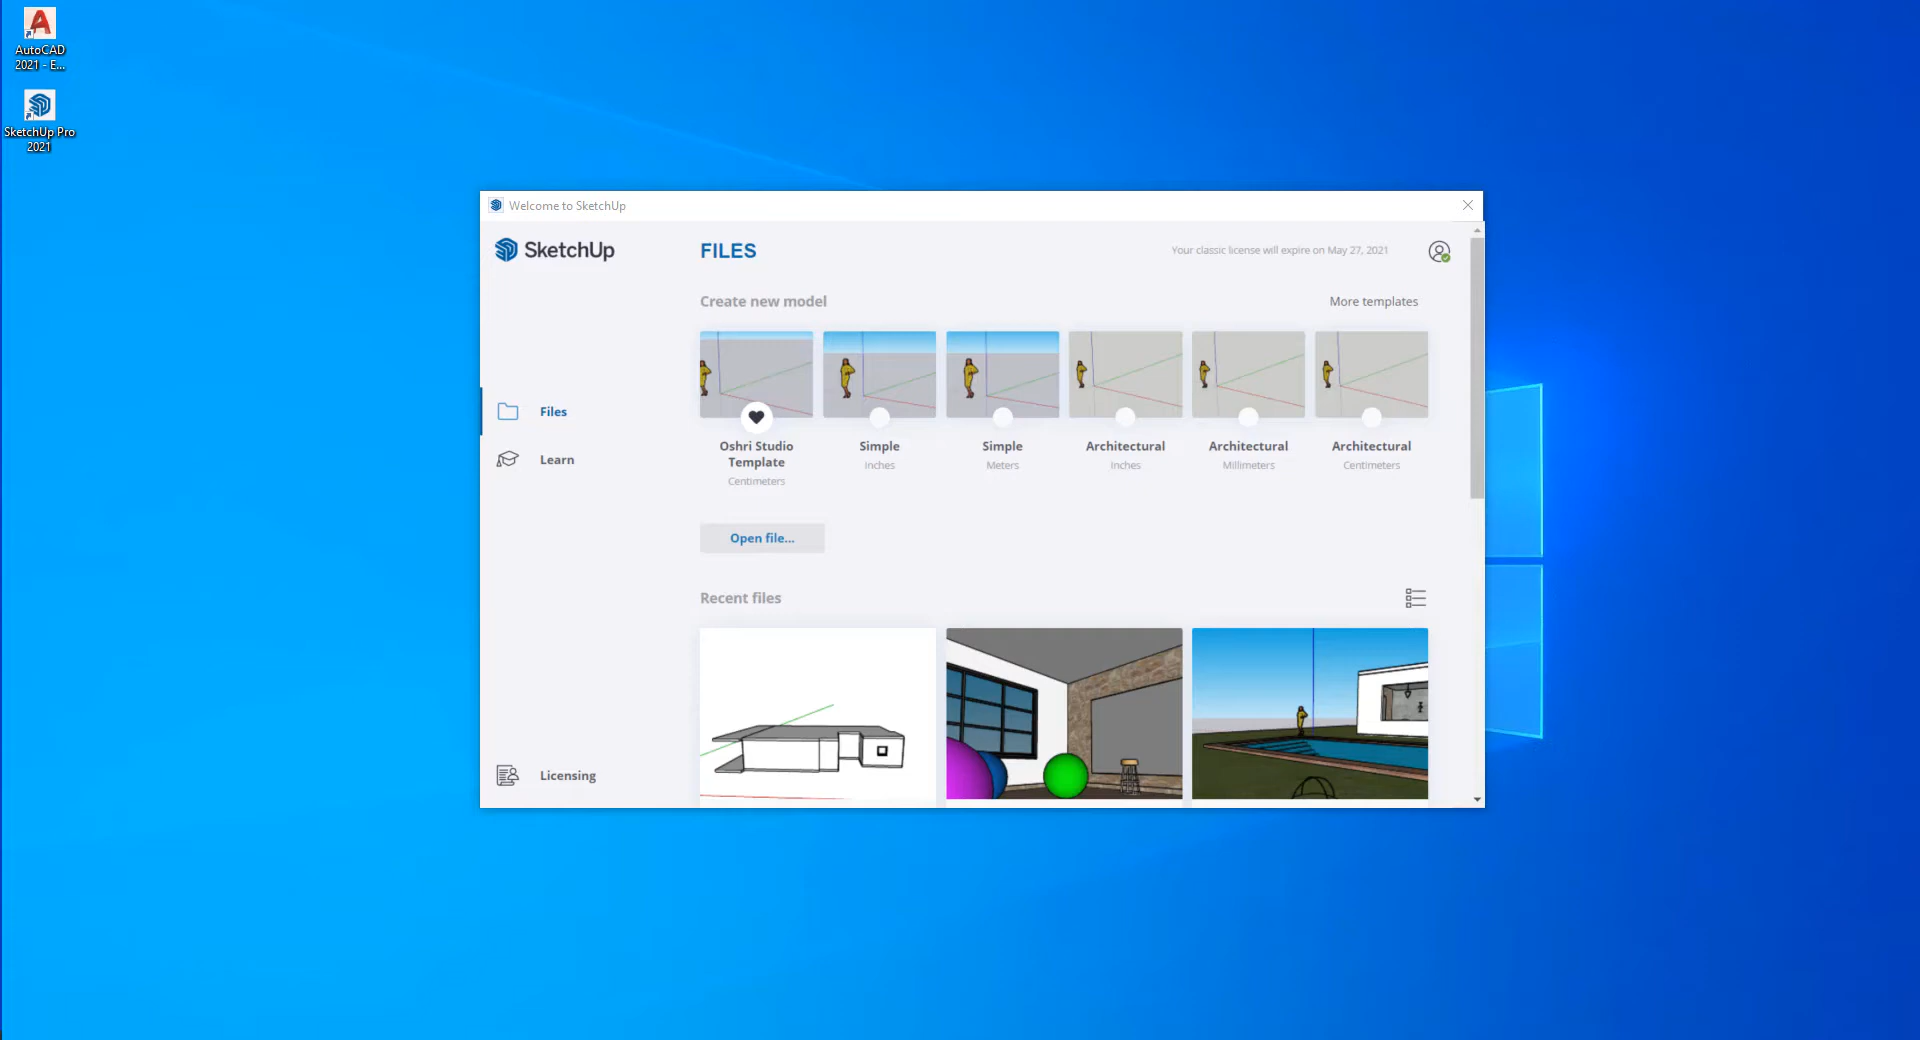 AutoCAD
2021 - E...
SketchUp Pro
2021
Welcome to SketchUp
SketchUp
FILES
Your classic license will expire on May 27, 2021
Create new model
More templates
Oshri Studio
Template
Centimeters
Simple
Inches
Simple
Meters
Architectural
Inches
Architectural
Millimeters
Architectural
Centimeters
Files
Learn
Open file...
Recent files
Licensing